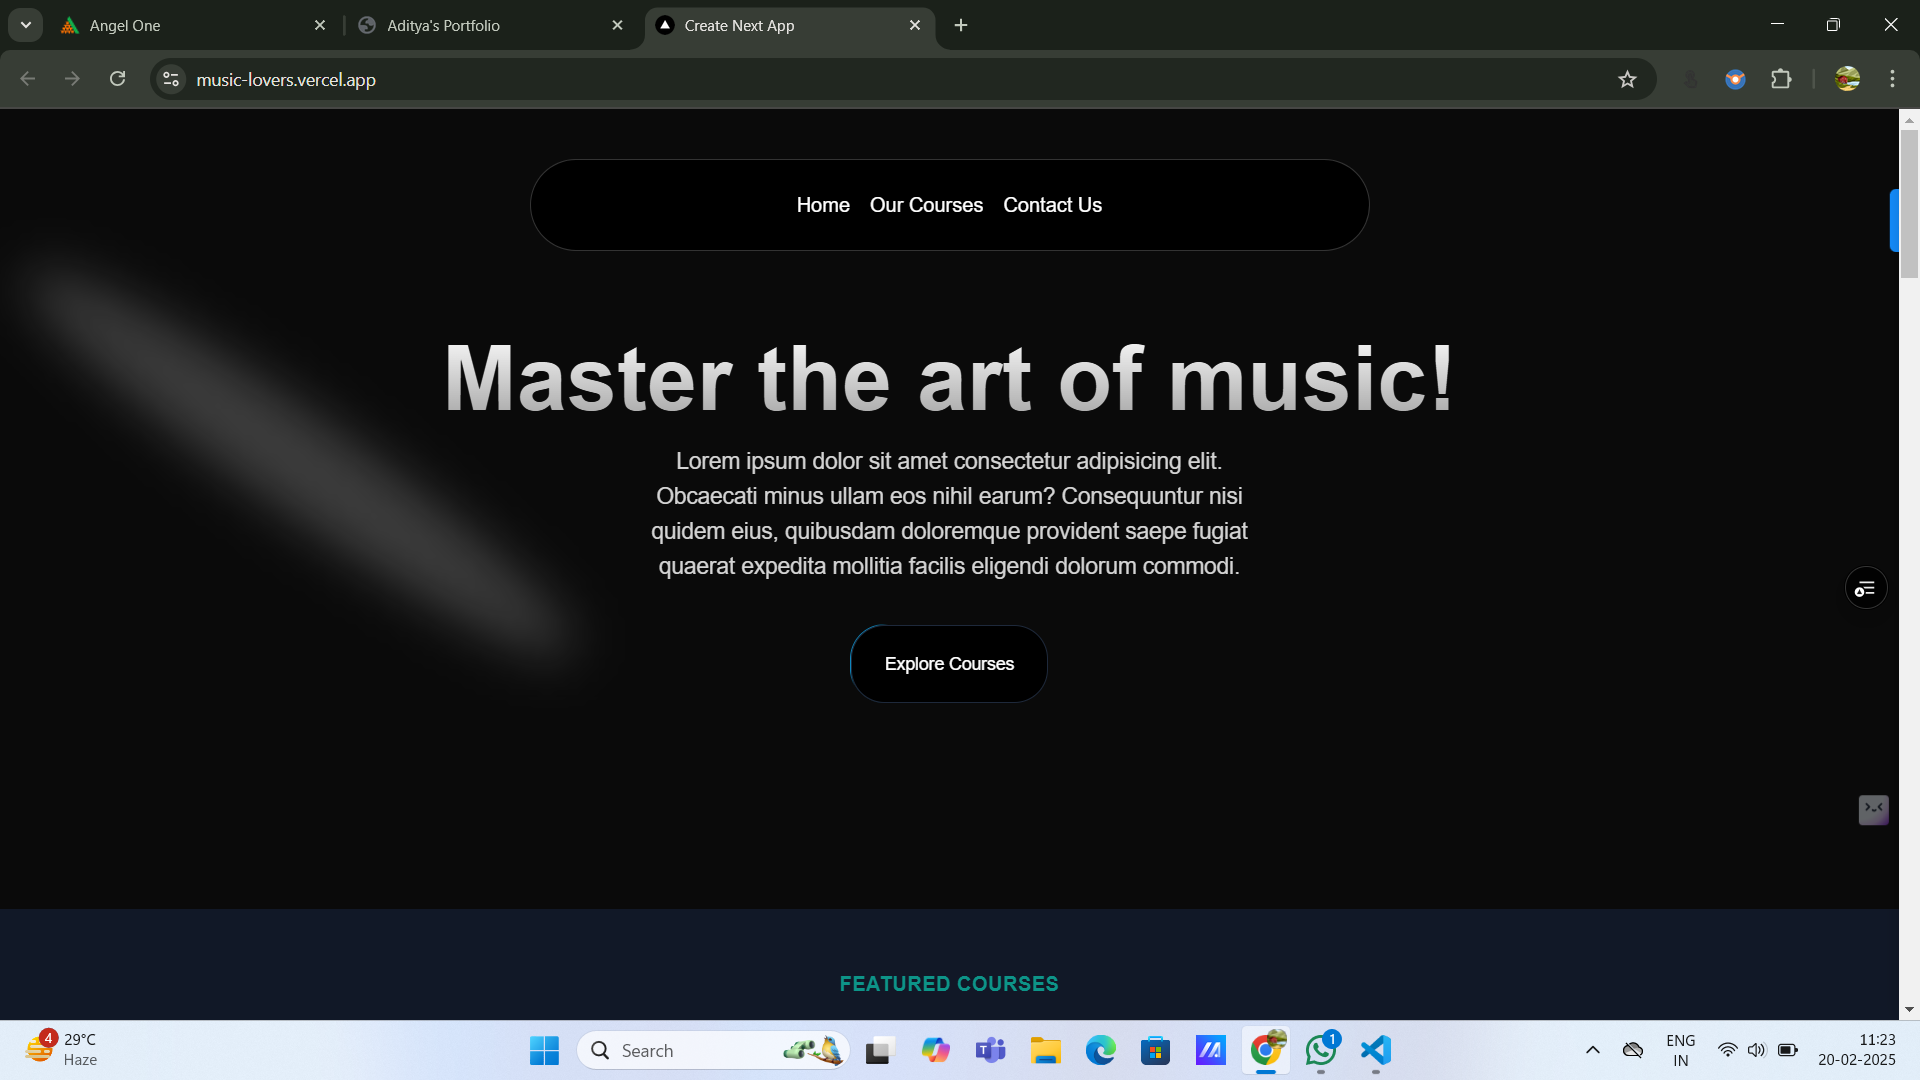 Angel One
Aditya's Portfolio
Create Next App
music-lovers.vercel.app
Home Our Courses Contact Us
Master the art of music!
Lorem ipsum dolor sit amet consectetur adipisicing elit.
Obcaecati minus ullam eos nihil earum? Consequuntur nisi
quidem eius, quibusdam doloremque provident saepe fugiat
quaerat expedita mollitia facilis eligendi dolorum commodi.
Explore Courses
FEATURED COURSES
4
29°C
Haze
Search
1
ENG
IN
11:23
20-02-2025